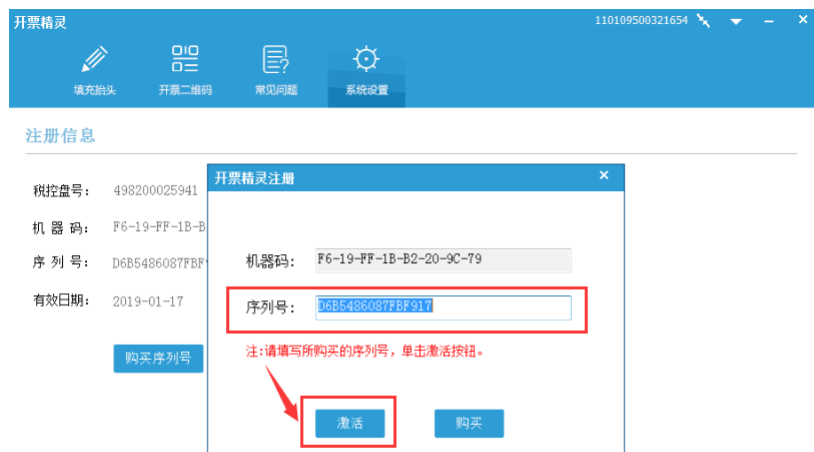 开票精灵 110109500321654
填充抬头 开票二维码 常见问题 系统设置
注册信息
税控盘号： 498200025941
机 器 码： F6-19-FF-1B-B
序 列 号： D6B5486087FBF
有效日期： 2019-01-17
购买序列号
开票精灵注册
机器码： F6-19-FF-1B-B2-20-9C-79
序列号： D6B5486087FBF917
注:请填写所购买的序列号，单击激活按钮。
激活 购买